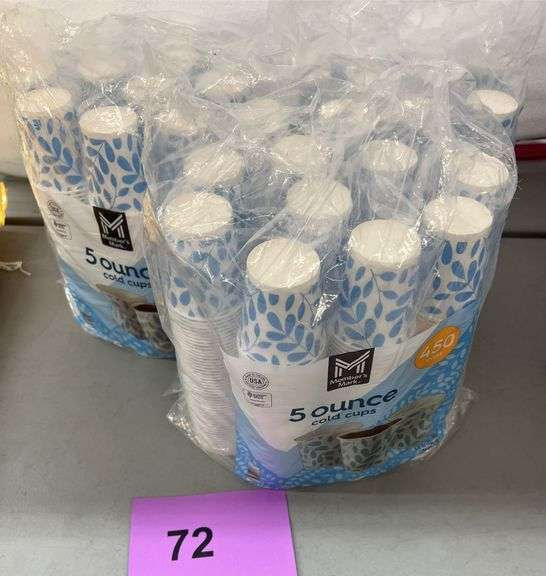 Member's
Mark
5 ounce
cold cups
Member's
Mark
5 ounce
cold cups
450
USA
72